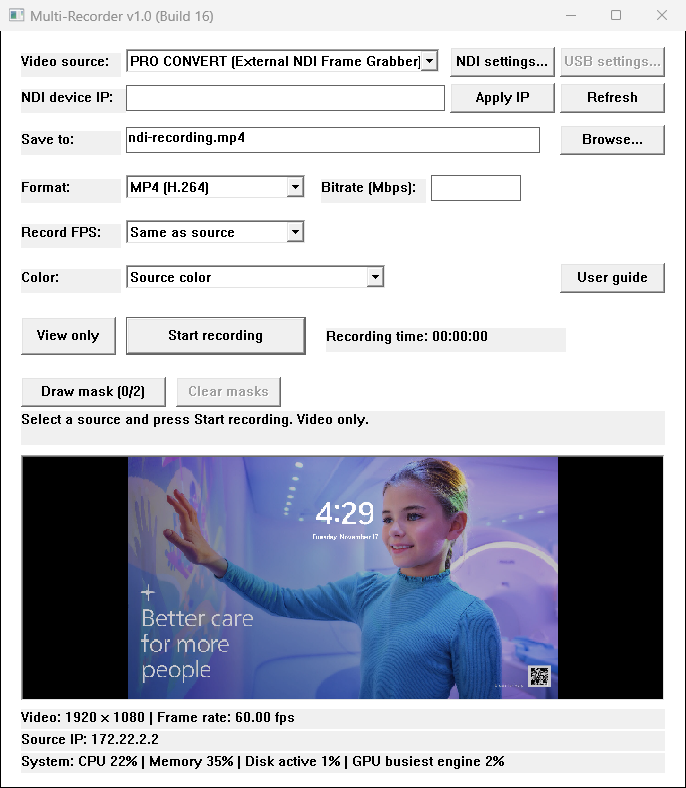 Multi-Recorder v1.0 (Build 16)
Video source: PRO CONVERT (External NDI Frame Grabber) NDI settings... USB settings...
NDI device IP: Apply IP Refresh
Save to: ndi-recording.mp4 Browse...
Format: MP4 (H.264) Bitrate (Mbps):
Record FPS: Same as source
Color: Source color User guide
View only Start recording Recording time: 00:00:00
Draw mask (0/2) Clear masks
Select a source and press Start recording. Video only.
4:29
Tuesday, November 17
Better care
for more
people
Video: 1920 × 1080 | Frame rate: 60.00 fps
Source IP: 172.22.2.2
System: CPU 22% | Memory 35% | Disk active 1% | GPU busiest engine 2%